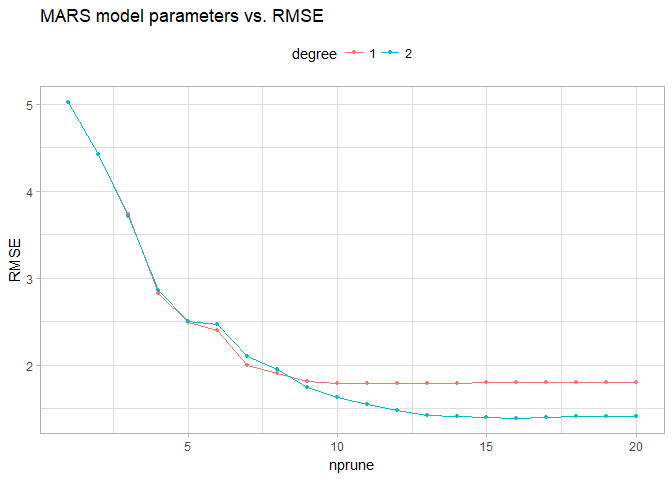 MARS model parameters vs. RMSE
degree 1 2
5
4
3
2
RMSE
5 10 15 20
nprune